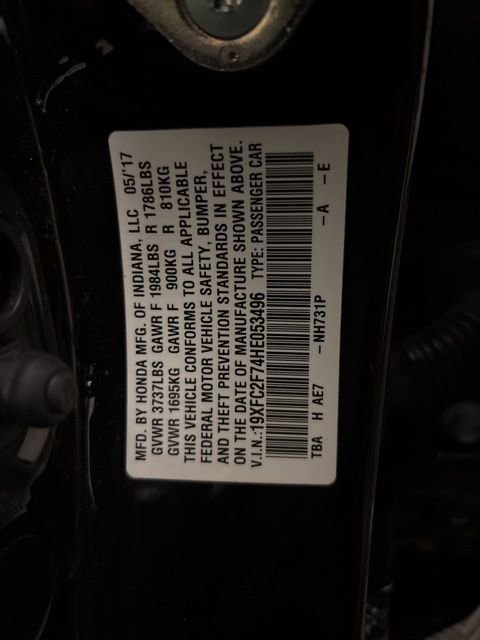 MFD. BY HONDA MFG. OF INDIANA, LLC 05/'17
GVWR 3737LBS GAWR F 1984LBS R 1786LBS
GVWR 1695KG GAWR F 900KG R 810KG
THIS VEHICLE CONFORMS TO ALL APPLICABLE
FEDERAL MOTOR VEHICLE SAFETY, BUMPER,
AND THEFT PREVENTION STANDARDS IN EFFECT
ON THE DATE OF MANUFACTURE SHOWN ABOVE.
V.I.N.:19XFC2F74HE053496 TYPE: PASSENGER CAR
TBA H AE7 - NH731P - A - E